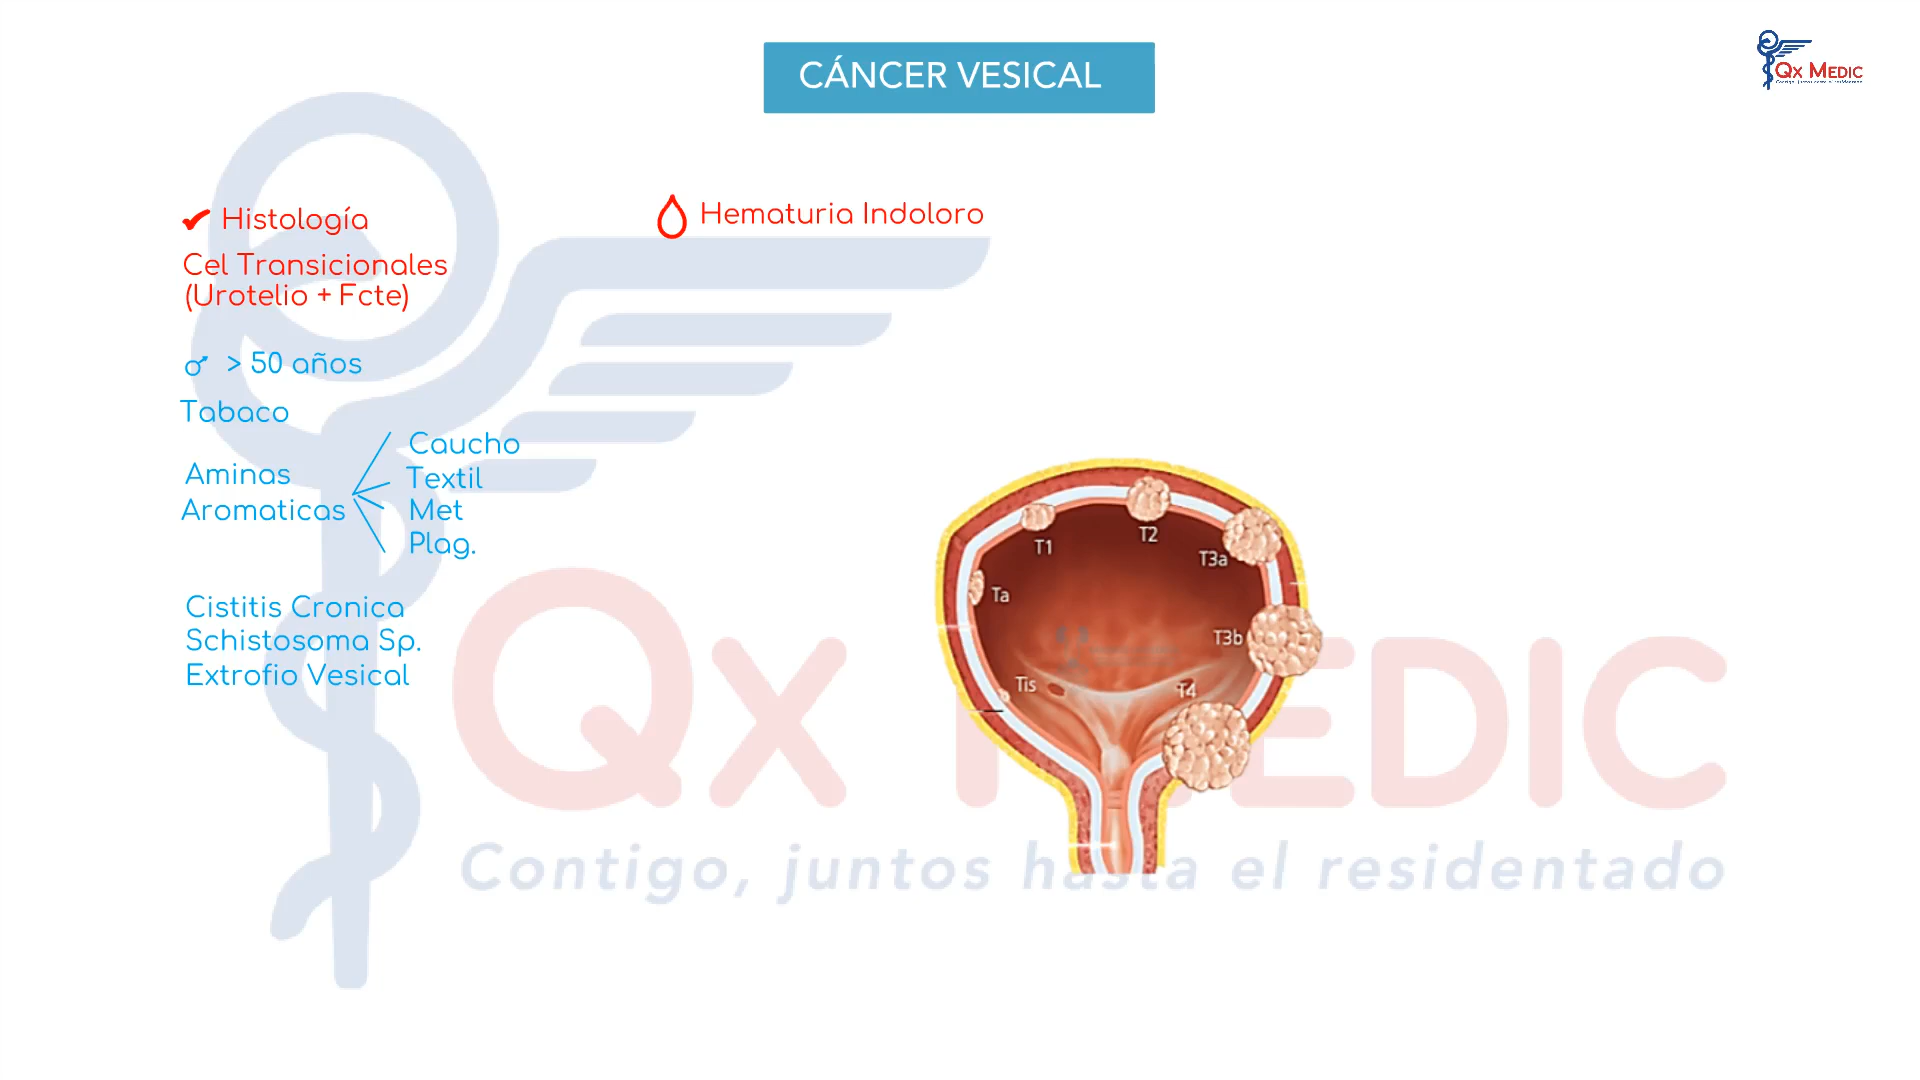 CÁNCER VESICAL
Qx MEDIC
✔ Histología
Cel Transicionales
(Urotelio + Fcte)
♂ > 50 años
Tabaco
Aminas
Aromaticas
Caucho
Textil
Met
Plag.
Cistitis Cronica
Schistosoma Sp.
Extrofio Vesical
Hematuria Indoloro
T1
T2
T3a
Ta
T3b
Tis
T4
Qx MEDIC
Contigo, juntos hasta el residentado